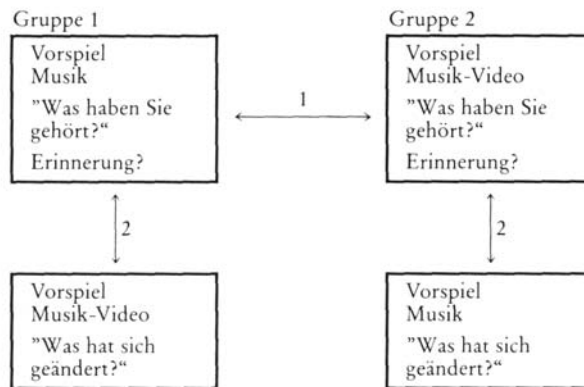 Gruppe 1
Vorspiel
Musik
"Was haben Sie
gehört?“
Erinnerung?
1
Gruppe 2
Vorspiel
Musik-Video
"Was haben Sie
gehört?“
Erinnerung?
2
2
Vorspiel
Musik-Video
"Was hat sich
geändert?“
Vorspiel
Musik
"Was hat sich
geändert?“